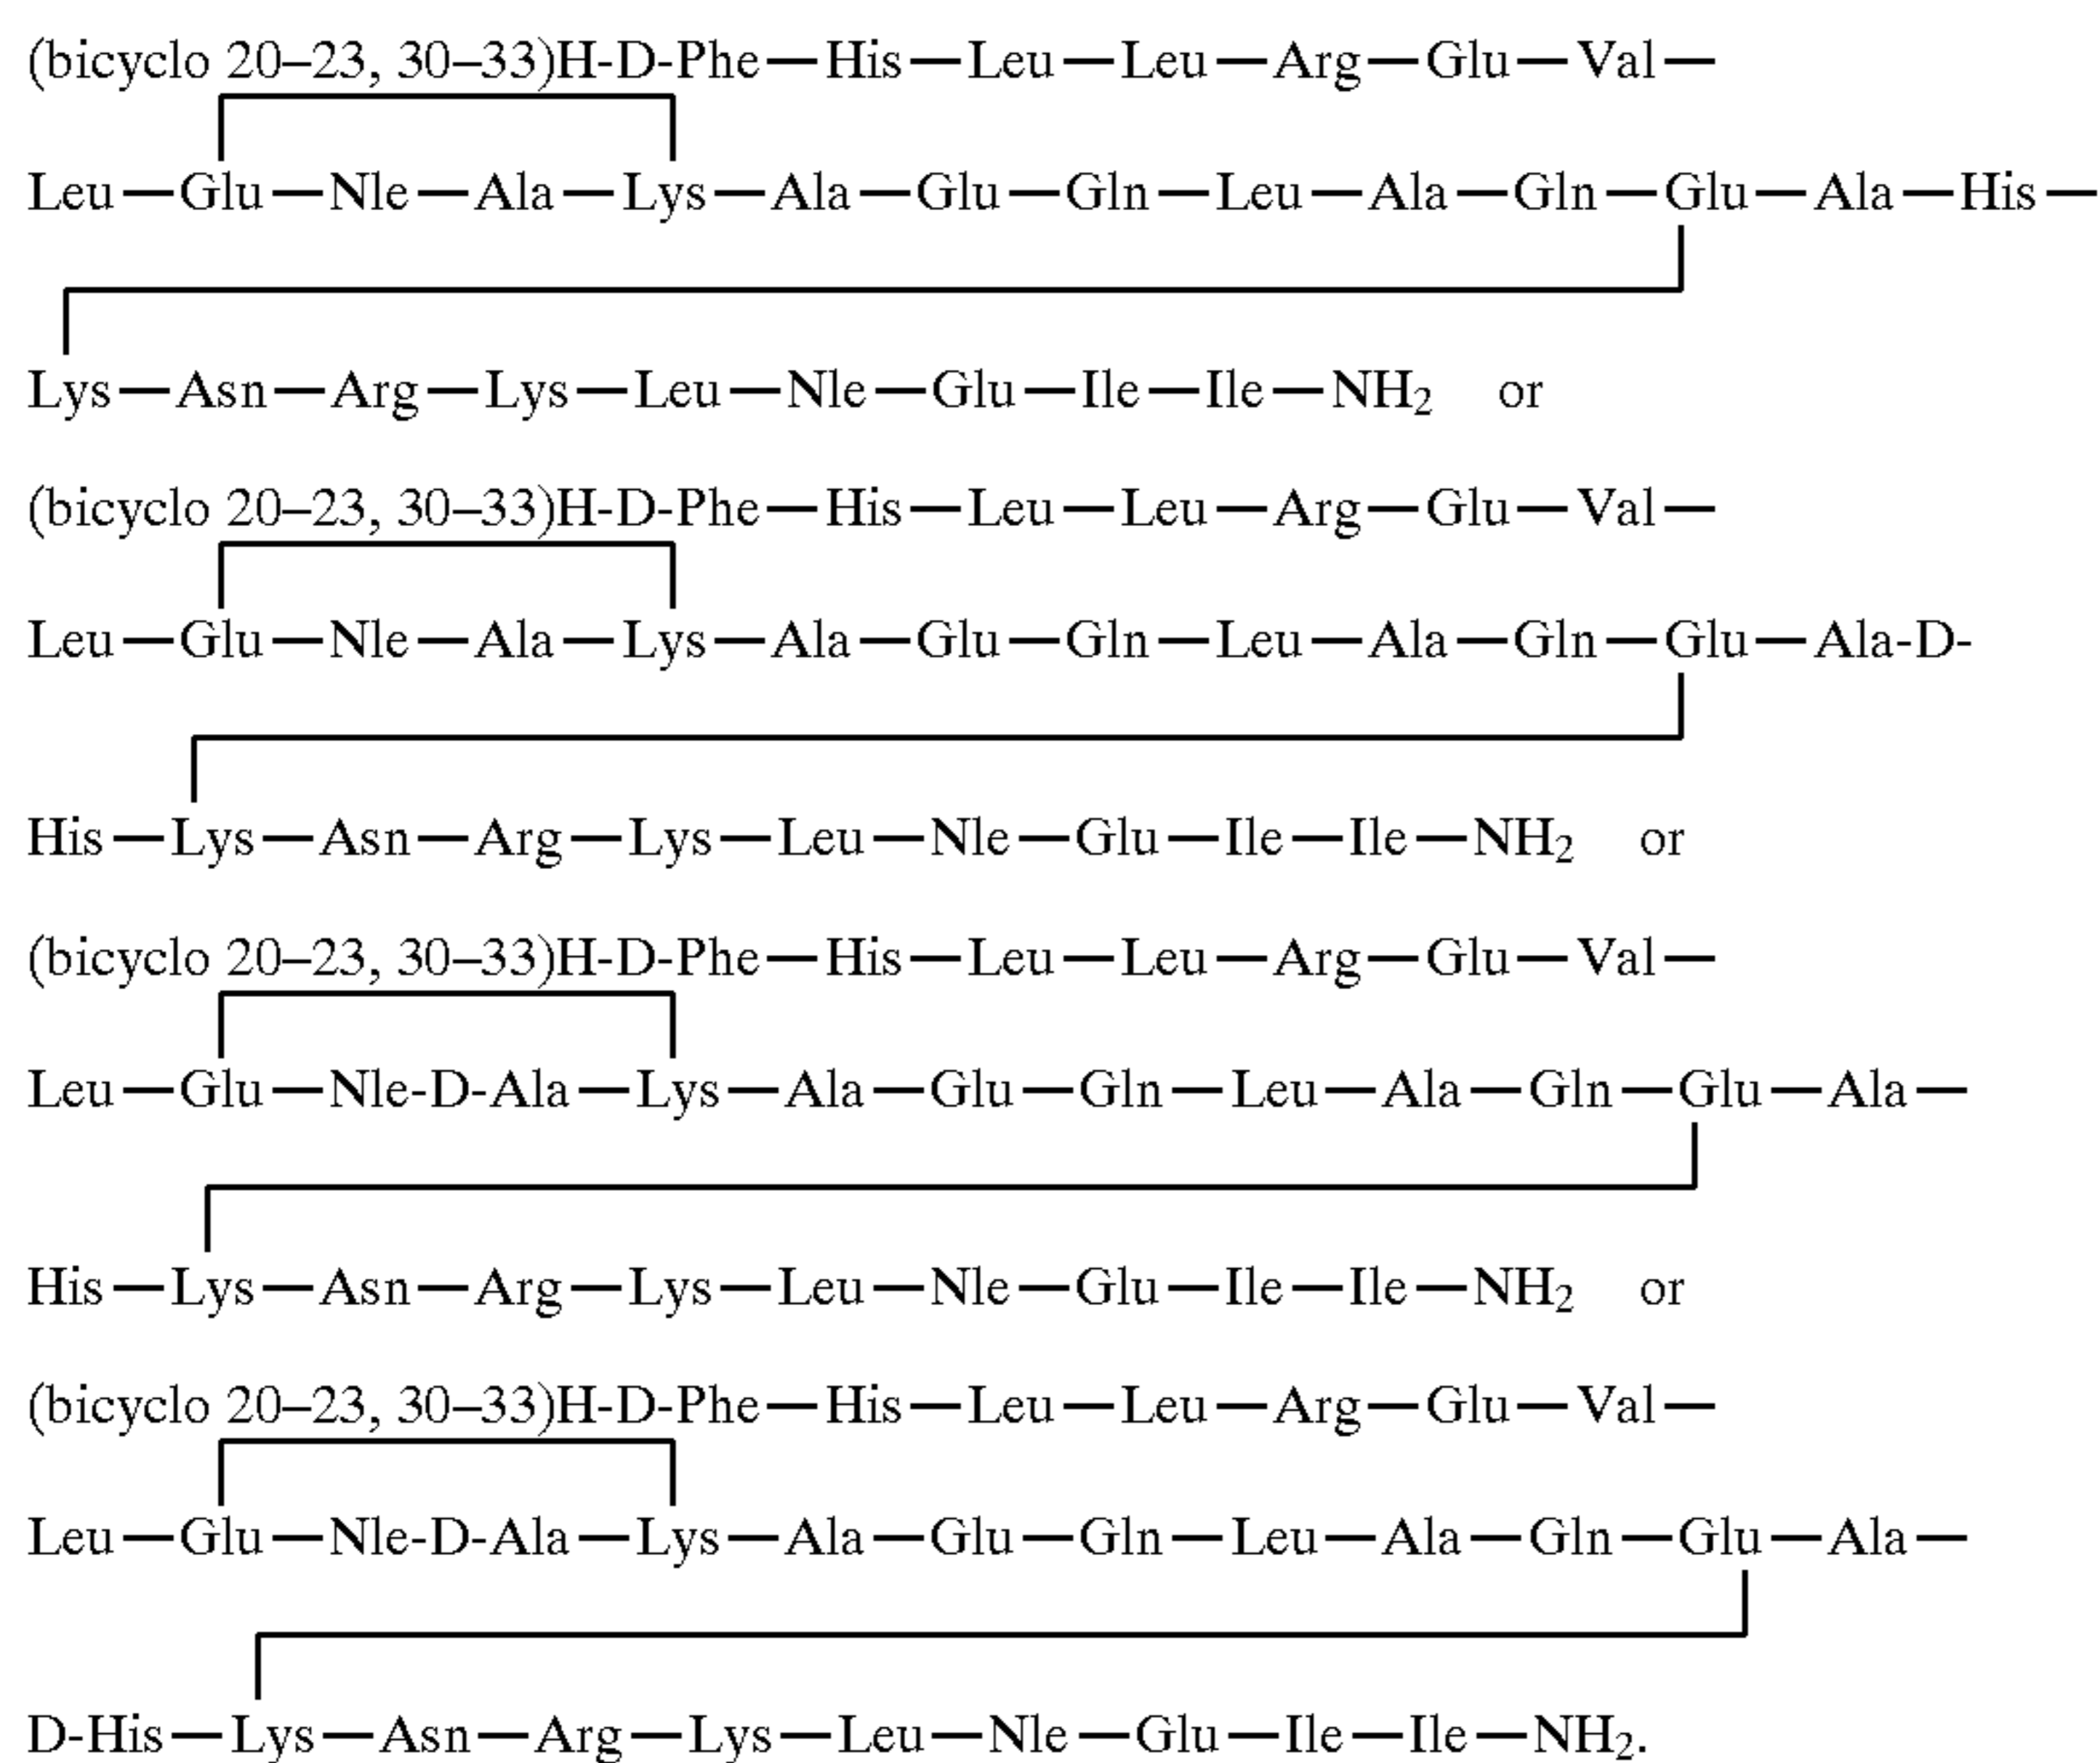 (bicyclo 20–23, 30–33)H-D-Phe—His—Leu—Leu—Arg—Glu—Val—
Leu—Glu—Nle—Ala—Lys—Ala—Glu—Gln—Leu—Ala—Gln—Glu—Ala—His—
Lys—Asn—Arg—Lys—Leu—Nle—Glu—Ile—Ile—NH₂ or
(bicyclo 20–23, 30–33)H-D-Phe—His—Leu—Leu—Arg—Glu—Val—
Leu—Glu—Nle—Ala—Lys—Ala—Glu—Gln—Leu—Ala—Gln—Glu—Ala-D-
His—Lys—Asn—Arg—Lys—Leu—Nle—Glu—Ile—Ile—NH₂ or
(bicyclo 20–23, 30–33)H-D-Phe—His—Leu—Leu—Arg—Glu—Val—
Leu—Glu—Nle-D-Ala—Lys—Ala—Glu—Gln—Leu—Ala—Gln—Glu—Ala—
His—Lys—Asn—Arg—Lys—Leu—Nle—Glu—Ile—Ile—NH₂ or
(bicyclo 20–23, 30–33)H-D-Phe—His—Leu—Leu—Arg—Glu—Val—
Leu—Glu—Nle-D-Ala—Lys—Ala—Glu—Gln—Leu—Ala—Gln—Glu—Ala—
D-His—Lys—Asn—Arg—Lys—Leu—Nle—Glu—Ile—Ile—NH₂.